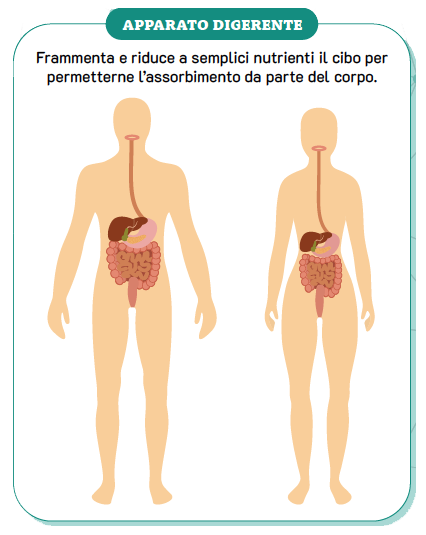 APPARATO DIGERENTE
Frammenta e riduce a semplici nutrienti il cibo per
permetterne l'assorbimento da parte del corpo.